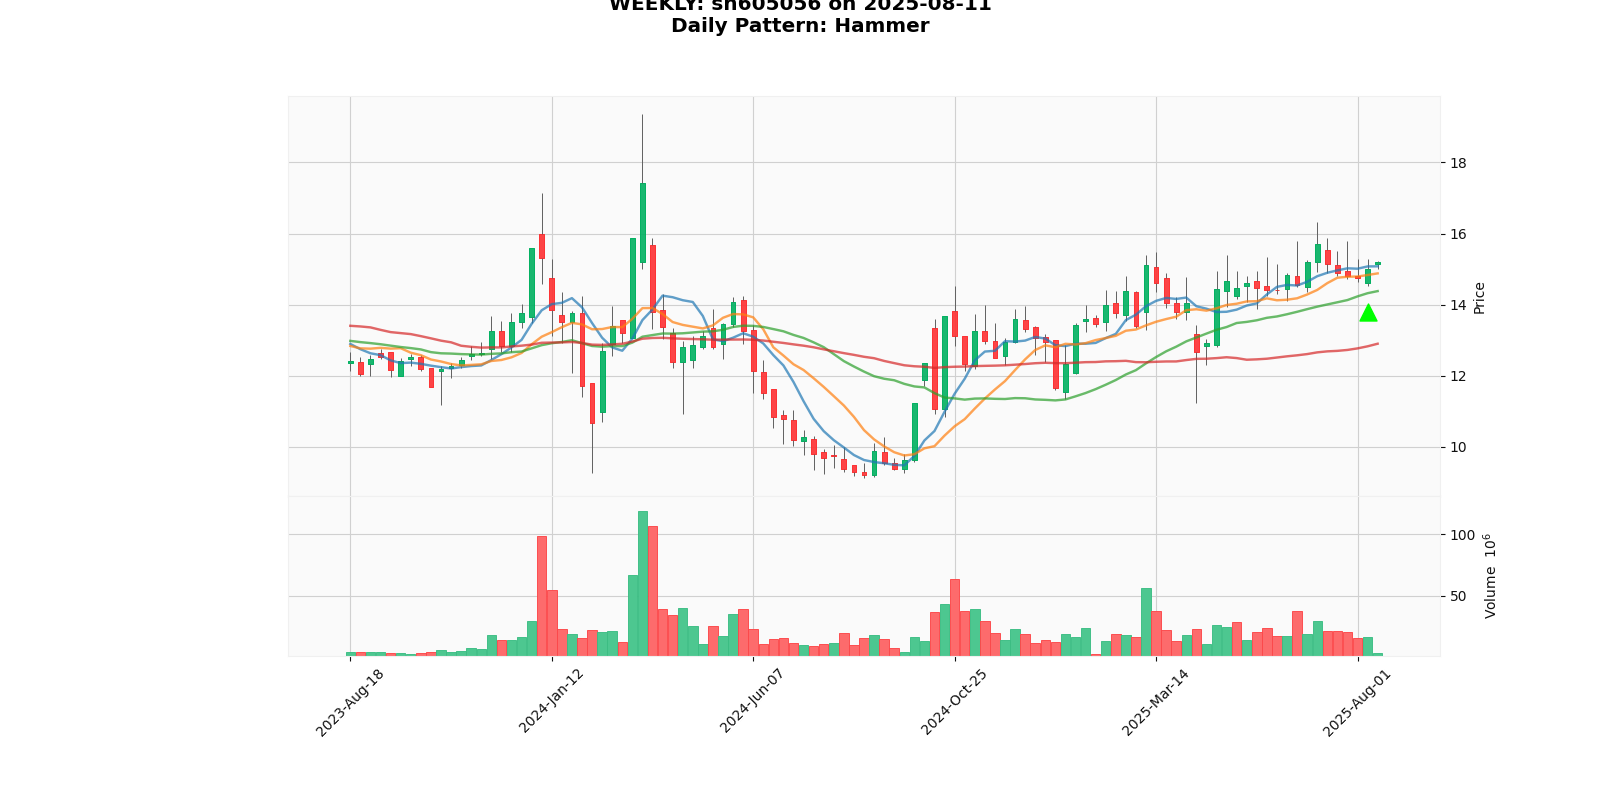 WEEKLY: sh605056 on 2025-08-11
Daily Pattern: Hammer
18
16
14
12
10
Price
100
50
Volume 10⁶
2023-Aug-18
2024-Jan-12
2024-Jun-07
2024-Oct-25
2025-Mar-14
2025-Aug-01